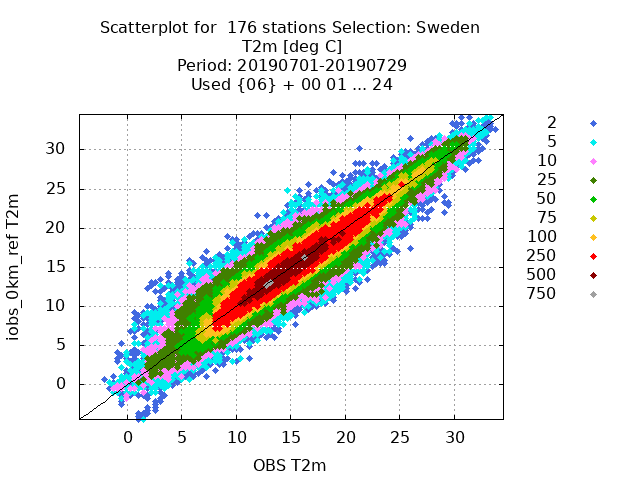 Scatterplot for  176 stations Selection: Sweden
T2m [deg C]
Period: 20190701-20190729
Used {06} + 00 01 ... 24
iobs_0km_ref T2m
30
25
20
15
10
5
0
0 5 10 15 20 25 30
OBS T2m
2
5
10
25
50
75
100
250
500
750